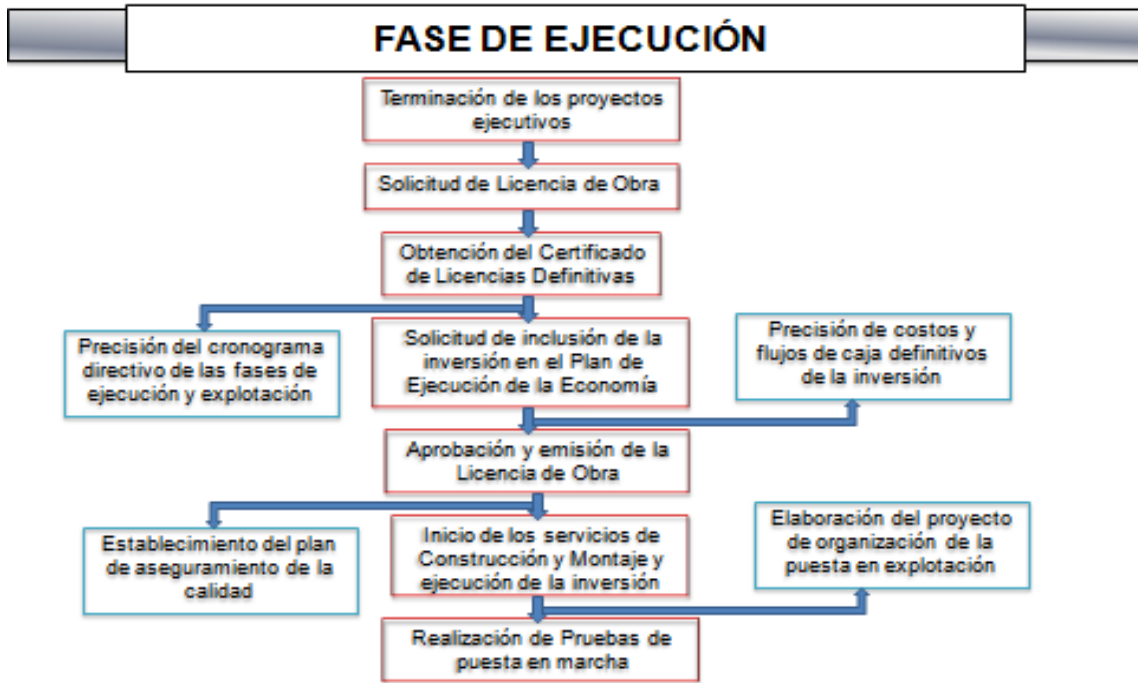 FASE DE EJECUCIÓN
Terminación de los proyectos
ejecutivos
Solicitud de Licencia de Obra
Obtención del Certificado
de Licencias Definitivas
Precisión del cronograma
directivo de las fases de
ejecución y explotación
Solicitud de inclusión de la
inversión en el Plan de
Ejecución de la Economía
Precisión de costos y
flujos de caja definitivos
de la inversión
Aprobación y emisión de la
Licencia de Obra
Establecimiento del plan
de aseguramiento de la
calidad
Inicio de los servicios de
Construcción y Montaje y
ejecución de la inversión
Elaboración del proyecto
de organización de la
puesta en explotación
Realización de Pruebas de
puesta en marcha